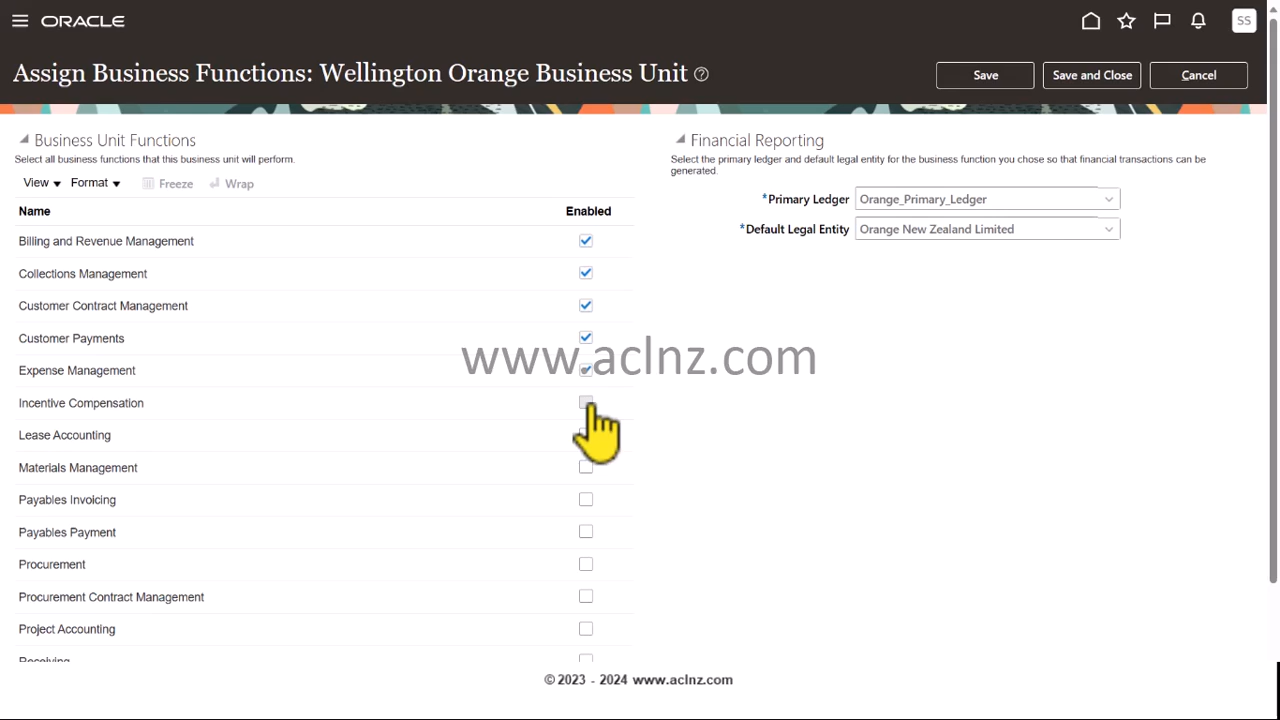 ORACLE
SS
Assign Business Functions: Wellington Orange Business Unit
Save
Save and Close
Cancel
Business Unit Functions
Select all business functions that this business unit will perform.
View
Format
Freeze
Wrap
Name
Enabled
Billing and Revenue Management
Collections Management
Customer Contract Management
Customer Payments
Expense Management
Incentive Compensation
Lease Accounting
Materials Management
Payables Invoicing
Payables Payment
Procurement
Procurement Contract Management
Project Accounting
Receiving
Financial Reporting
Select the primary ledger and default legal entity for the business function you chose so that financial transactions can be
generated.
*Primary Ledger
Orange_Primary_Ledger
*Default Legal Entity
Orange New Zealand Limited
www.aclnz.com
© 2023 - 2024 www.aclnz.com